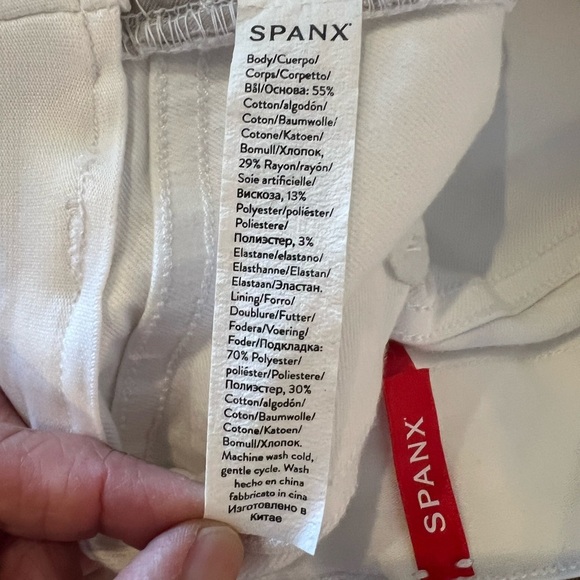 SPANX
Body/Cuerpo/
Corps/Corpetto/
Bål/Основа: 55%
Cotton/algodón/
Coton/Baumwolle/
Cotone/Katoen/
Bomull/Хлопок,
29% Rayon/rayón/
Soie artificielle/
Вискоза, 13%
Polyester/poliéster/
Poliestere/
Полиэстер, 3%
Elastane/elastano/
Elasthanne/Elastan/
Elastaan/Эластан.
Lining/Forro/
Doublure/Futter/
Fodera/Voering/
Foder/Подкладка:
70% Polyester/
poliéster/Poliestere/
Полиэстер, 30%
Cotton/algodón/
Coton/Baumwolle/
Cotone/Katoen/
Bomull/Хлопок.
Machine wash cold,
gentle cycle. Wash
hecho en china
fabbricato in cina
Изготовлено в
Китае
SPANX